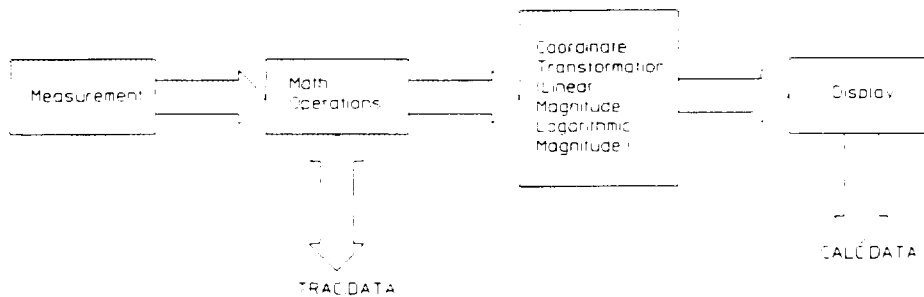 Measurement
Math
Operations
Coordinate
Transformation
(Linear
Magnitude
Logarithmic
Magnitude)
Display
TRAC:DATA
CALC:DATA